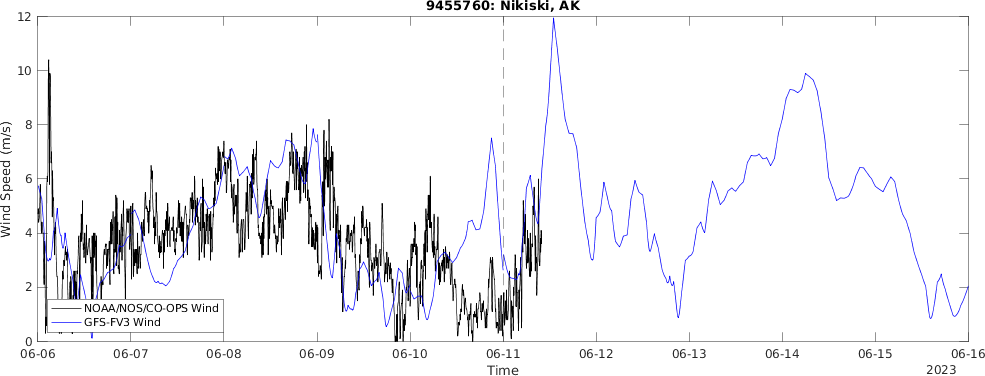 9455760: Nikiski, AK
Wind Speed (m/s)
12
10
8
6
4
2
0
NOAA/NOS/CO-OPS Wind
GFS-FV3 Wind
06-06 06-07 06-08 06-09 06-10 06-11 06-12 06-13 06-14 06-15 06-16
Time
2023